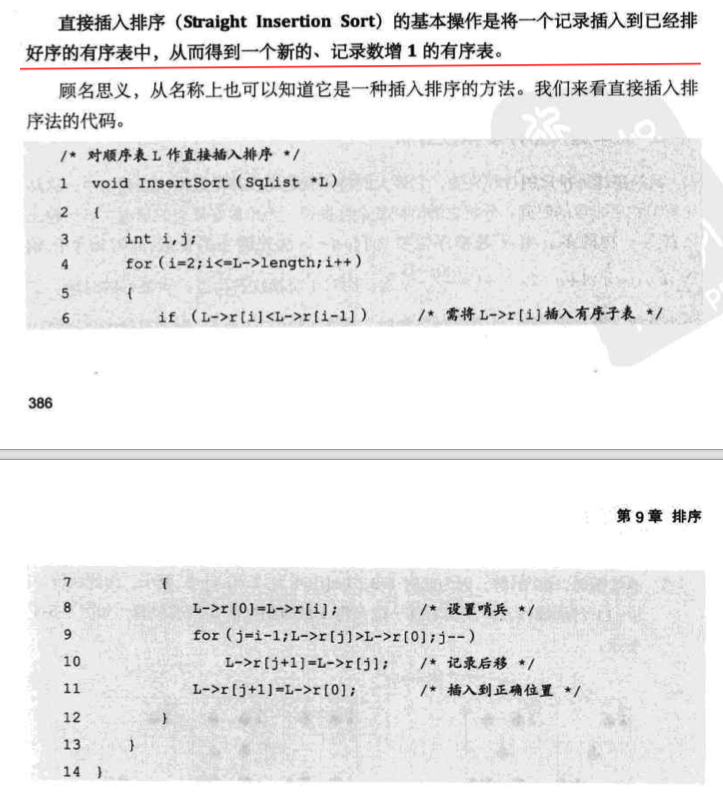 直接插入排序（Straight Insertion Sort）的基本操作是将一个记录插入到已经排
好序的有序表中，从而得到一个新的、记录数增 1 的有序表。
顾名思义，从名称上也可以知道它是一种插入排序的方法。我们来看直接插入排
序法的代码。
/* 对顺序表 L 作直接插入排序 */
1 void InsertSort(SqList *L)
2 {
3 int i,j;
4 for(i=2;i<=L->length;i++)
5 {
6 if (L->r[i]<L->r[i-1]) /* 需将 L->r[i]插入有序子表 */
386
第 9 章 排序
7 {
8 L->r[0]=L->r[i]; /* 设置哨兵 */
9 for(j=i-1;L->r[j]>L->r[0];j--)
10 L->r[j+1]=L->r[j]; /* 记录后移 */
11 L->r[j+1]=L->r[0]; /* 插入到正确位置 */
12 }
13 }
14 }